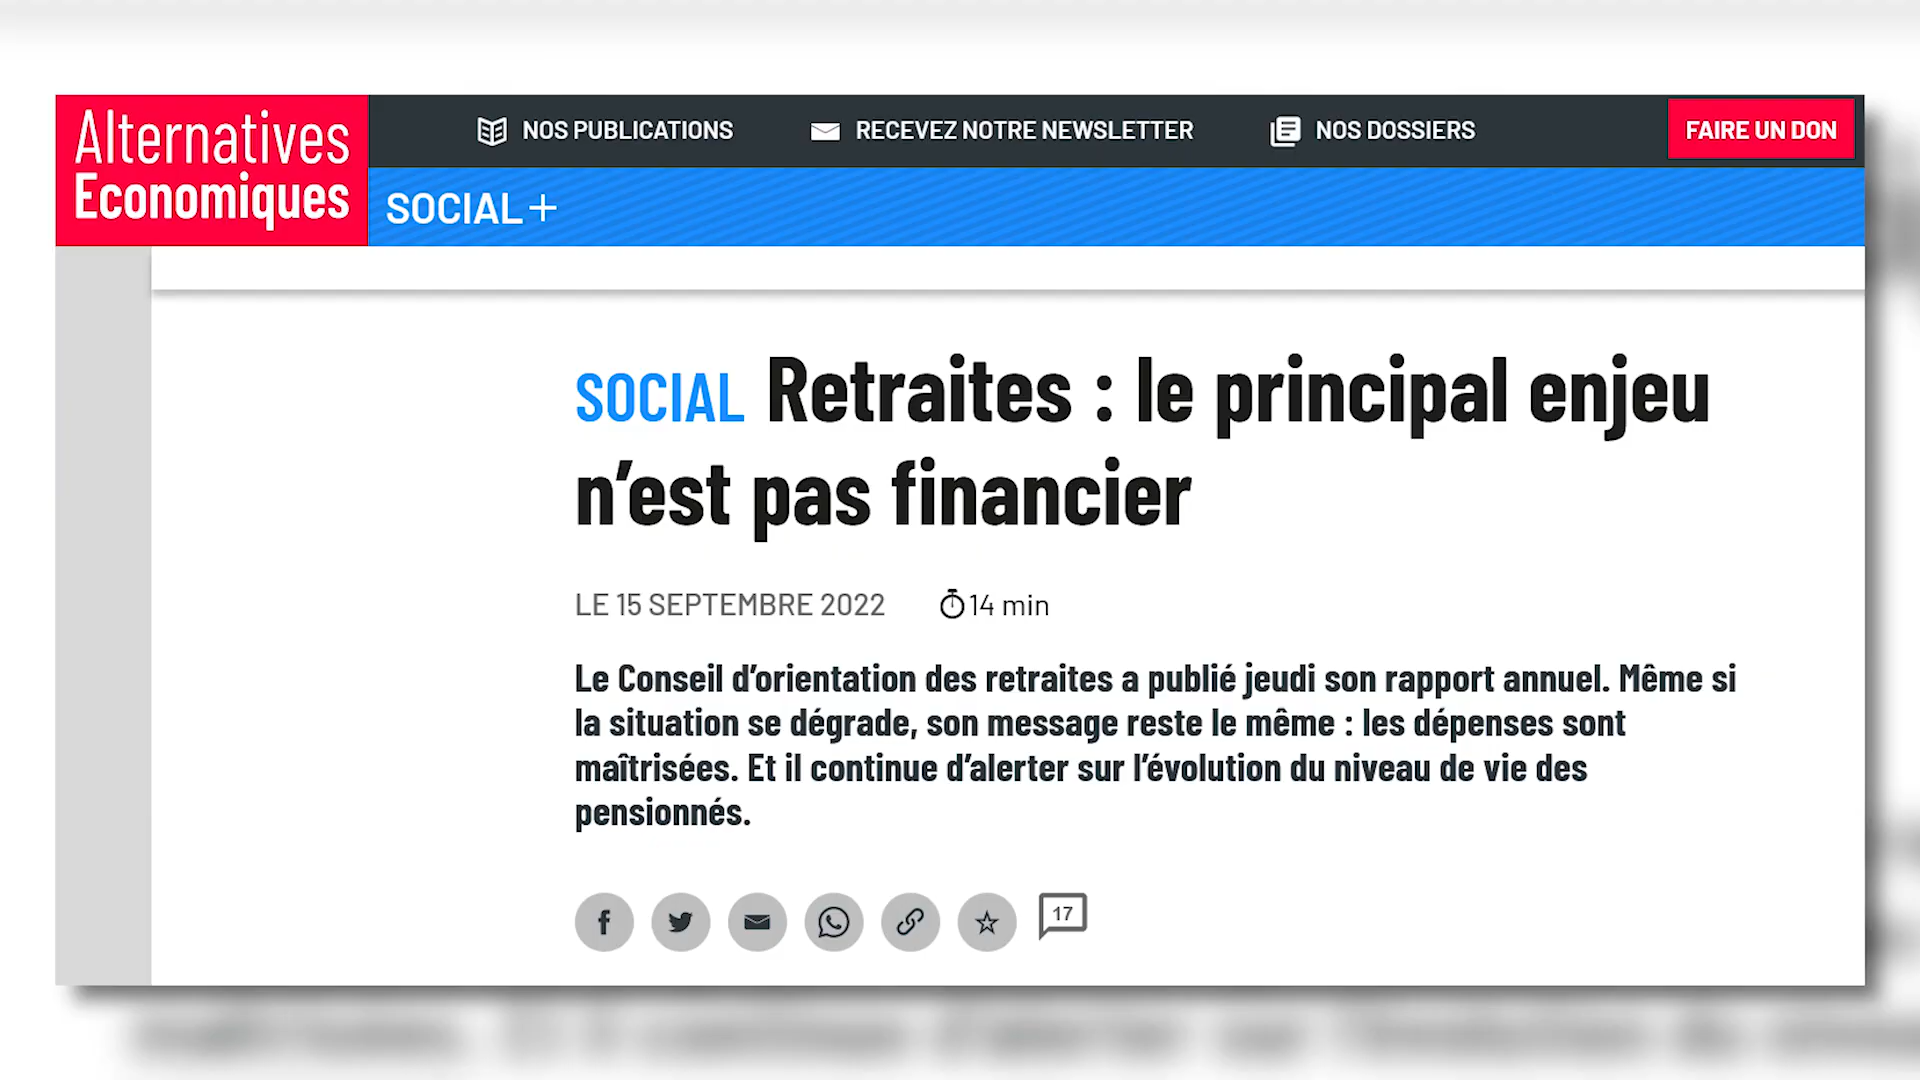 Alternatives
Economiques
NOS PUBLICATIONS
RECEVEZ NOTRE NEWSLETTER
NOS DOSSIERS
FAIRE UN DON
SOCIAL+
SOCIAL Retraites : le principal enjeu
n’est pas financier
LE 15 SEPTEMBRE 2022
14 min
Le Conseil d’orientation des retraites a publié jeudi son rapport annuel. Même si
la situation se dégrade, son message reste le même : les dépenses sont
maîtrisées. Et il continue d’alerter sur l’évolution du niveau de vie des
pensionnés.
17